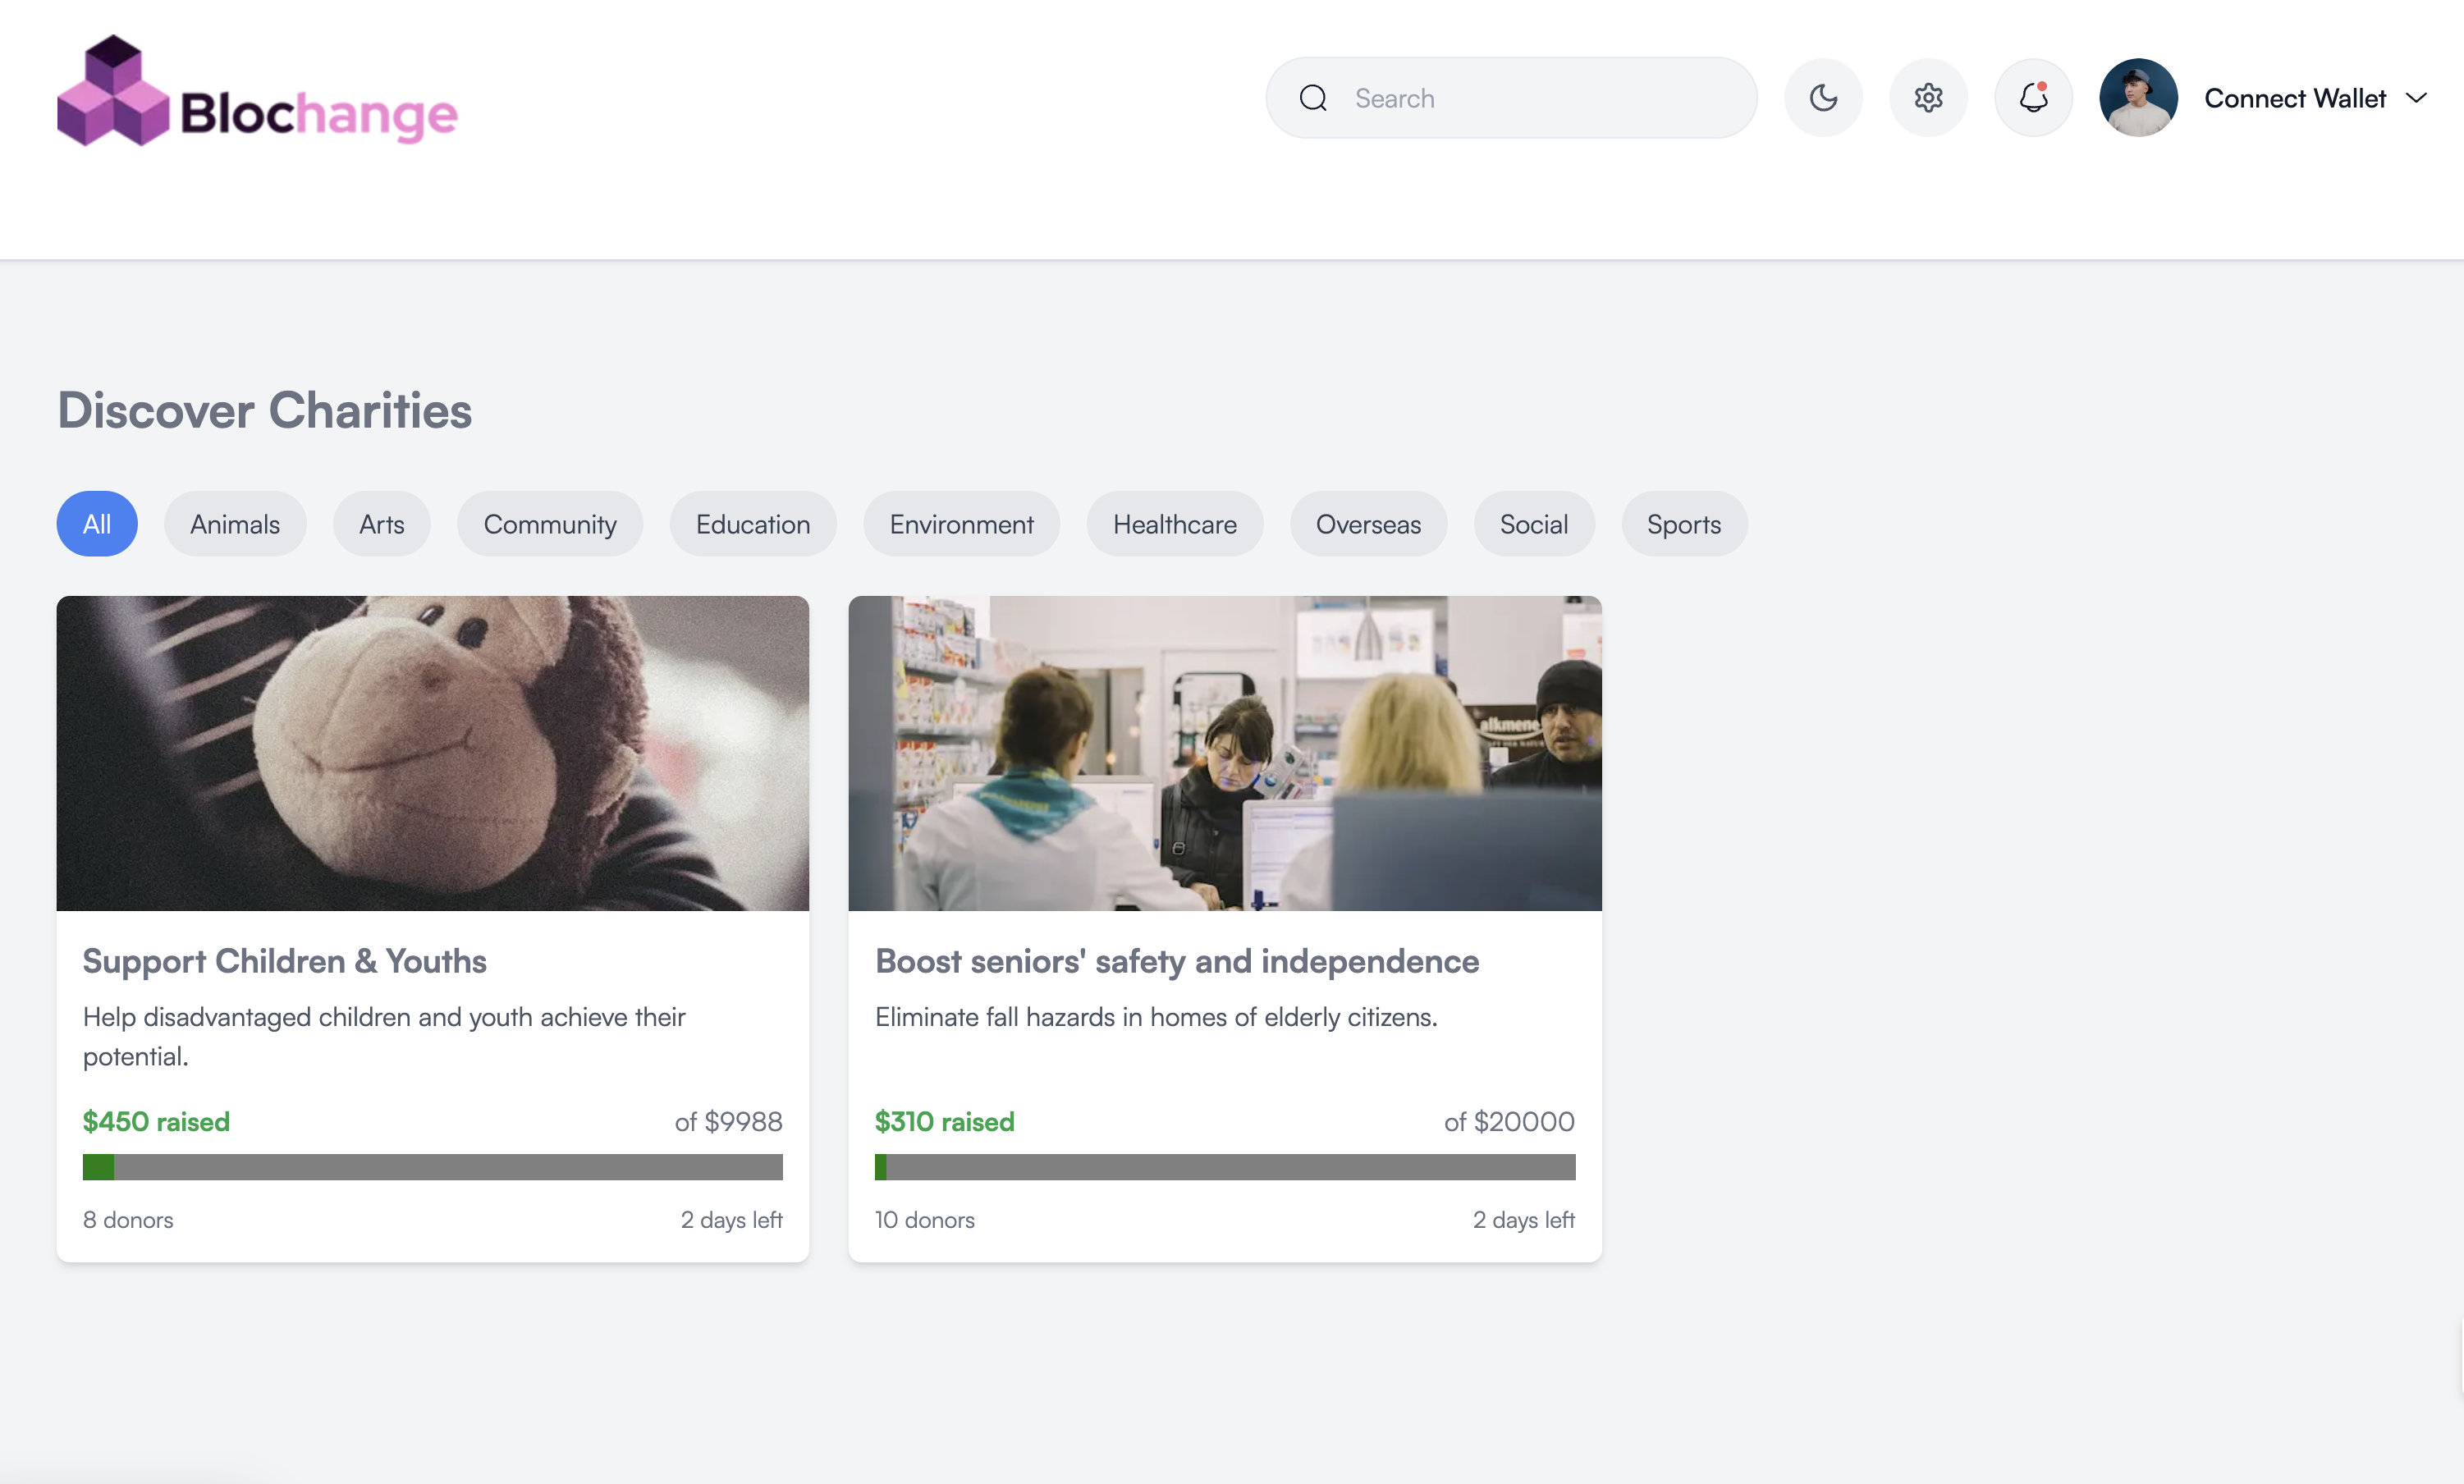 Blochange
Search
Connect Wallet
Discover Charities
All
Animals
Arts
Community
Education
Environment
Healthcare
Overseas
Social
Sports
alkmene
Support Children & Youths
Help disadvantaged children and youth achieve their
potential.
$450 raised
of $9988
8 donors
2 days left
Boost seniors' safety and independence
Eliminate fall hazards in homes of elderly citizens.
$310 raised
of $20000
10 donors
2 days left